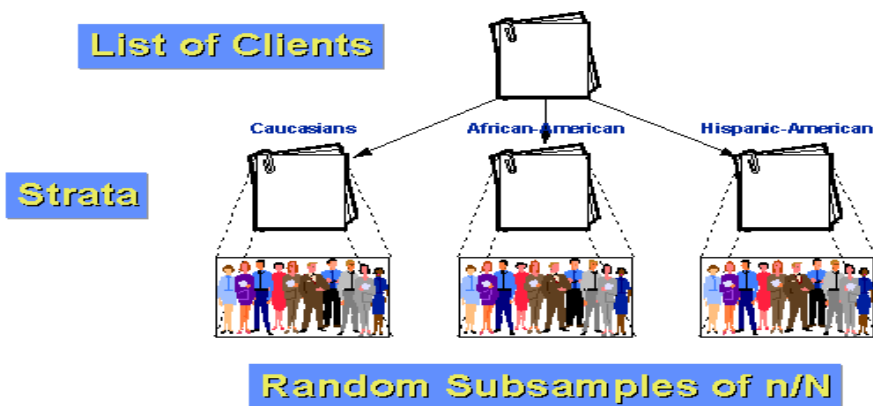 List of Clients
Caucasians
African-American
Hispanic-American
Strata
Random Subsamples of n/N